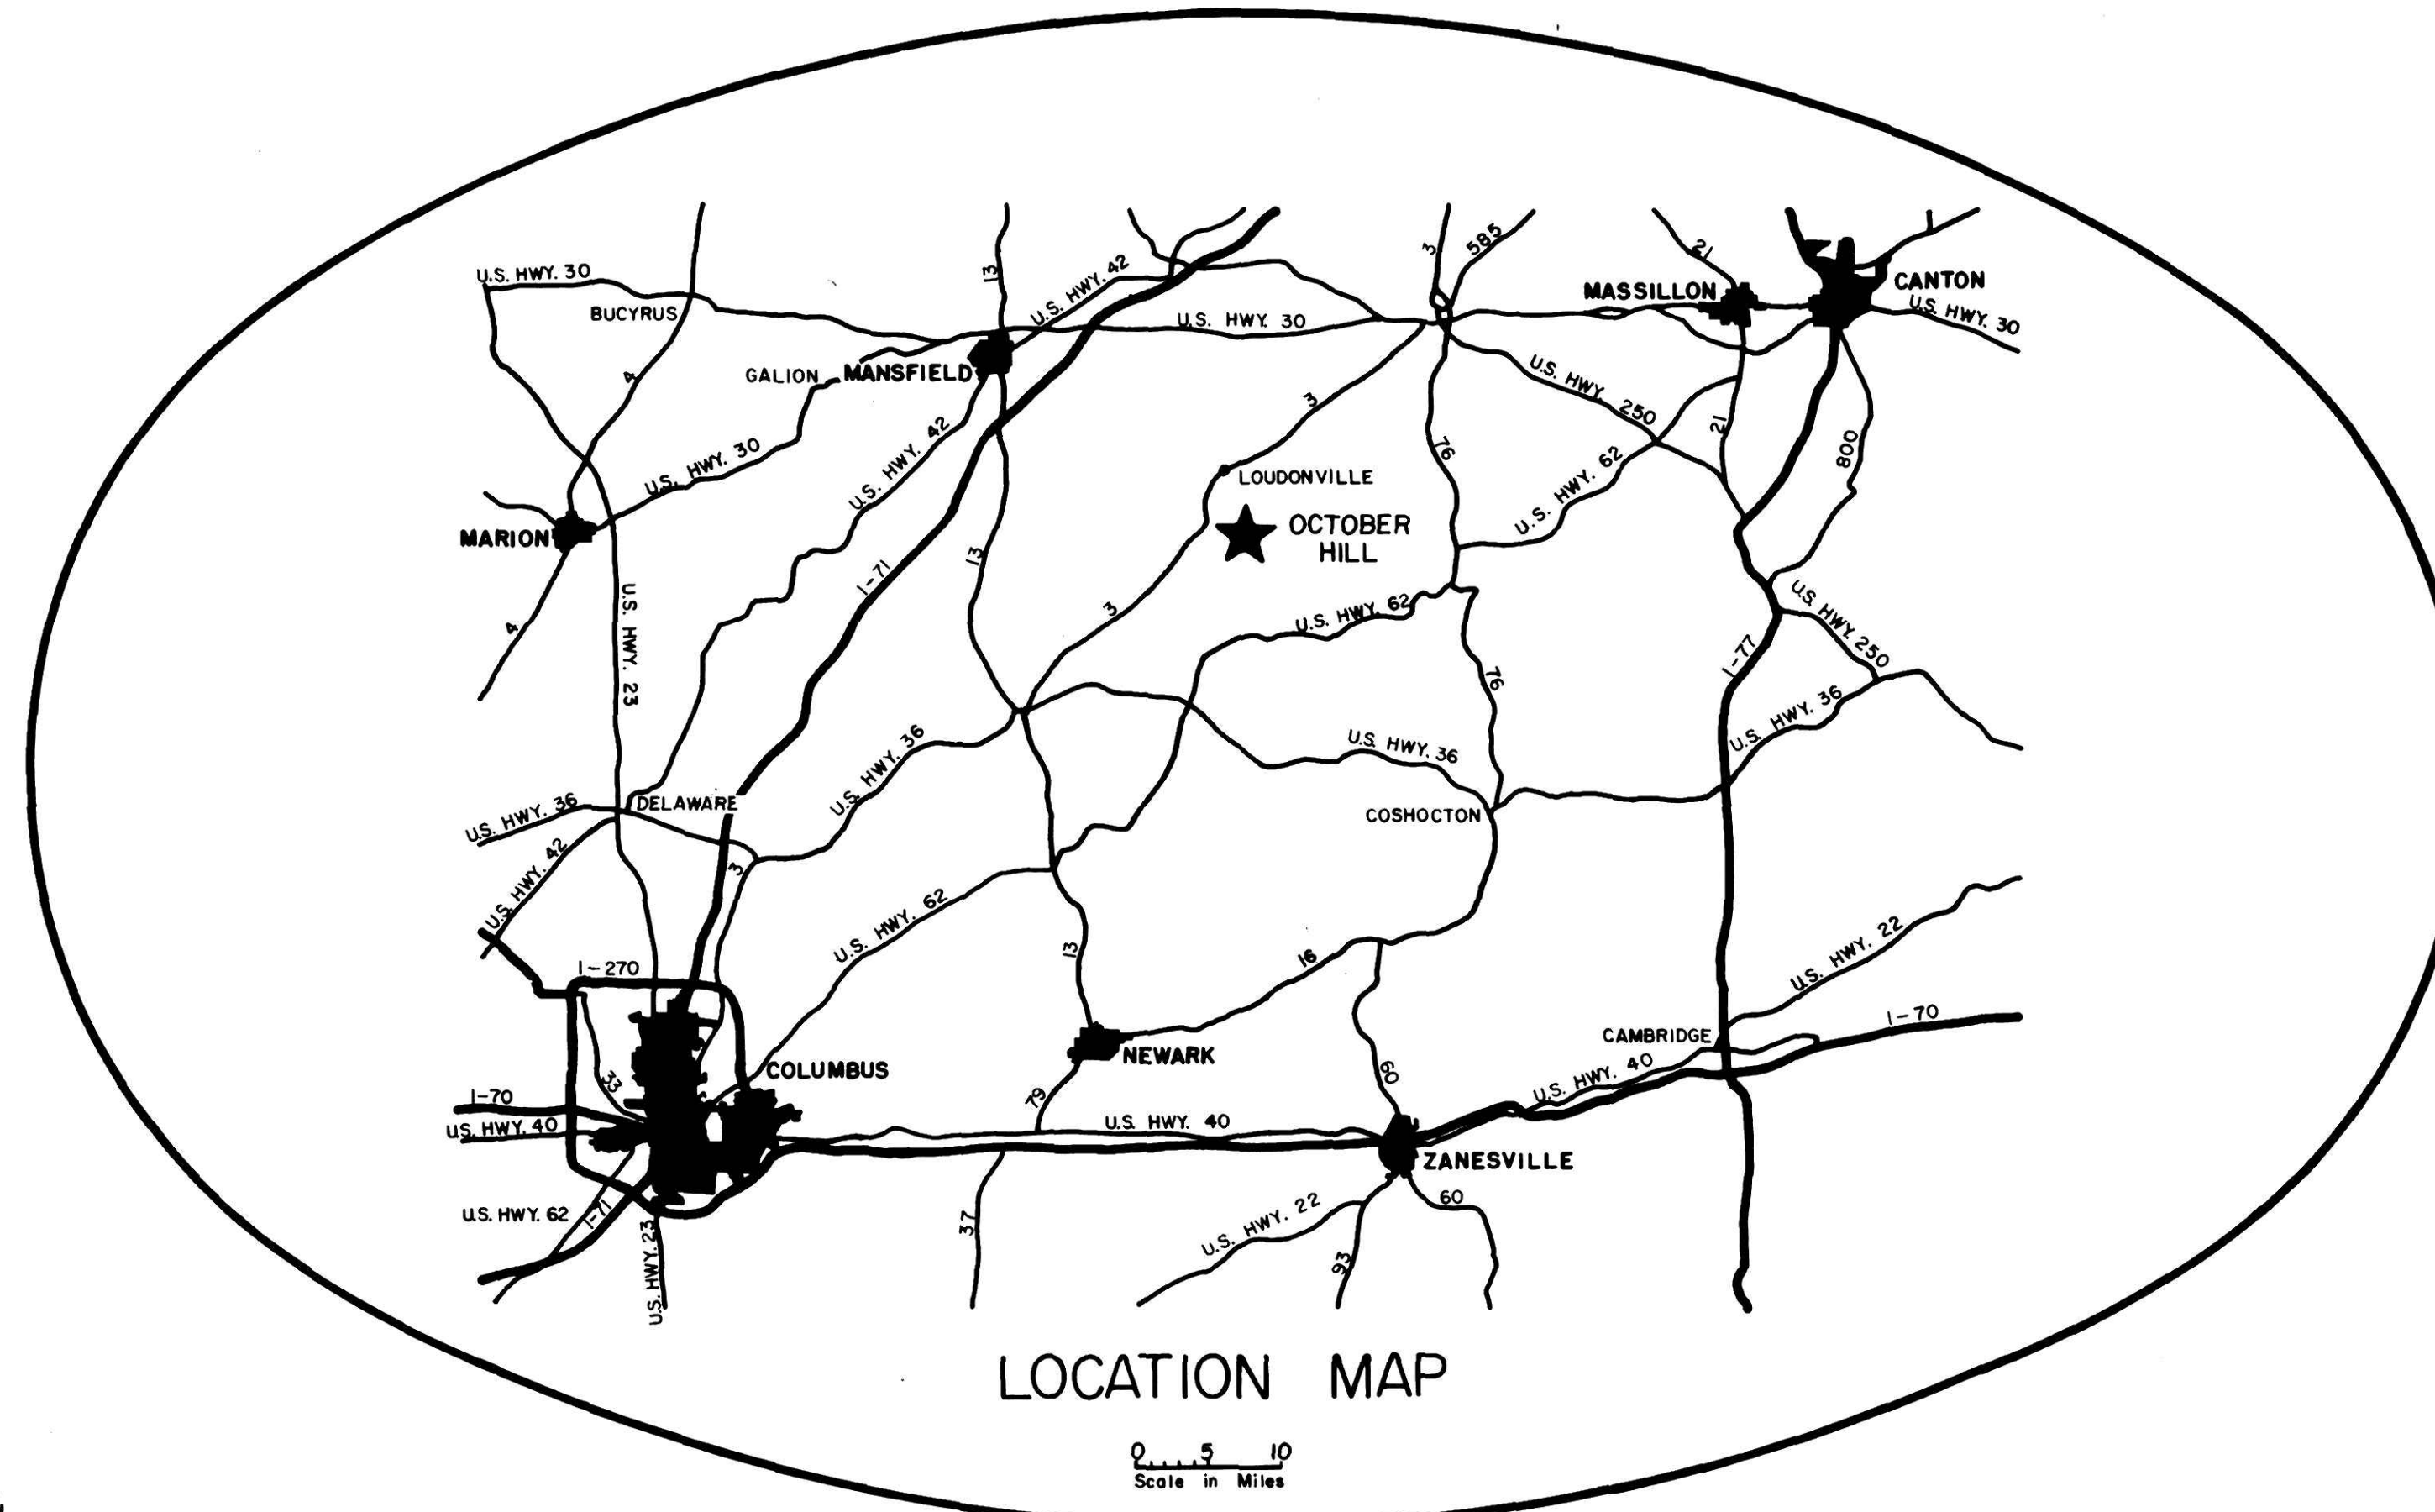 3
585
21
13
U.S. HWY. 42
U.S. HWY. 30
BUCYRUS
MASSILLON
CANTON
U.S. HWY. 30
U.S. HWY. 30
GALION
MANSFIELD
4
3
U.S. HWY. 250
21
800
76
U.S. HWY. 42
U.S. HWY. 30
LOUDONVILLE
U.S. HWY. 62
MARION
OCTOBER
HILL
13
I-71
4
U.S. HWY. 23
3
U.S. HWY. 62
U.S. HWY. 250
I-77
76
U.S. HWY. 36
U.S. HWY. 36
U.S. HWY. 36
DELAWARE
U.S. HWY. 36
COSHOCTON
U.S. HWY. 42
3
U.S. HWY. 62
13
16
U.S. HWY. 22
I-270
I-70
CAMBRIDGE
NEWARK
COLUMBUS
33
60
U.S. HWY. 40
I-70
79
U.S. HWY. 40
U.S. HWY. 40
ZANESVILLE
60
U.S. HWY. 62
I-71
U.S. HWY. 23
37
U.S. HWY. 22
93
LOCATION MAP
0 5 10
Scale in Miles